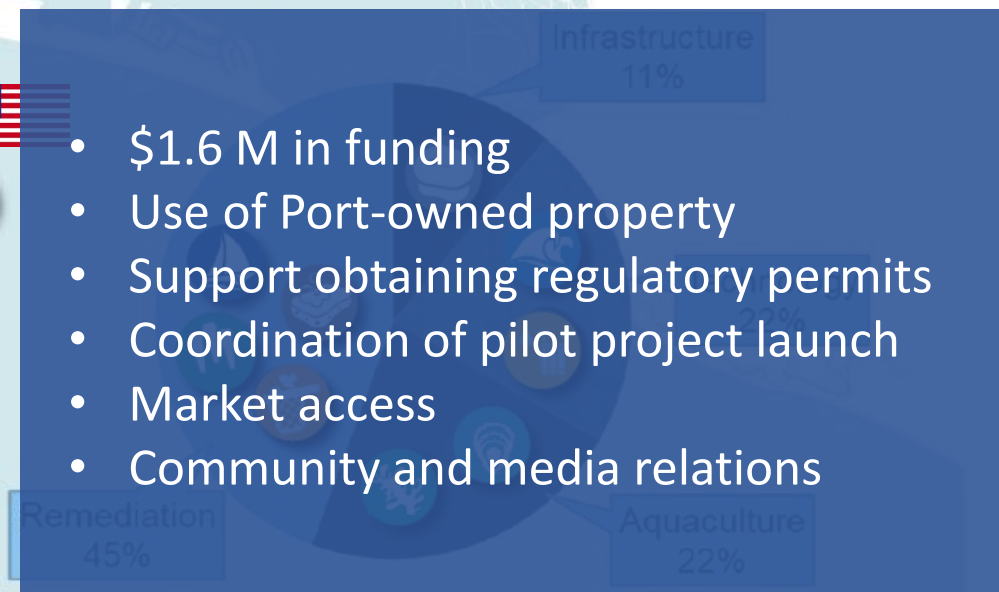 Infrastructure
11%
• $1.6 M in funding
• Use of Port-owned property
• Support obtaining regulatory permits
22%
• Coordination of pilot project launch
• Market access
• Community and media relations
Remediation
45%
Aquaculture
22%